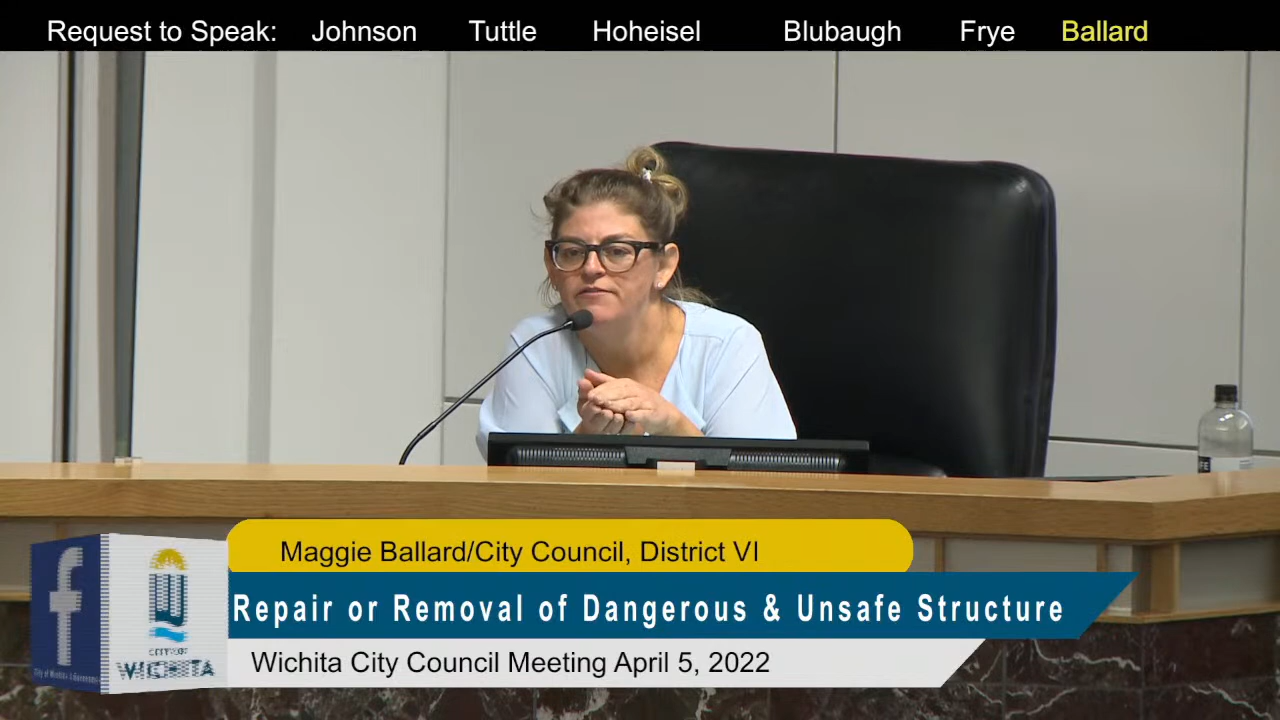 Request to Speak: Johnson Tuttle Hoheisel Blubaugh Frye Ballard
Maggie Ballard/City Council, District VI
Repair or Removal of Dangerous & Unsafe Structure
Wichita City Council Meeting April 5, 2022
CITY OF
WICHITA